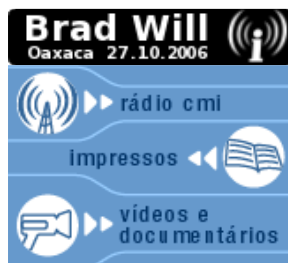 Brad Will
Oaxaca 27.10.2006
rádio cmi
impressos
vídeos e
documentários